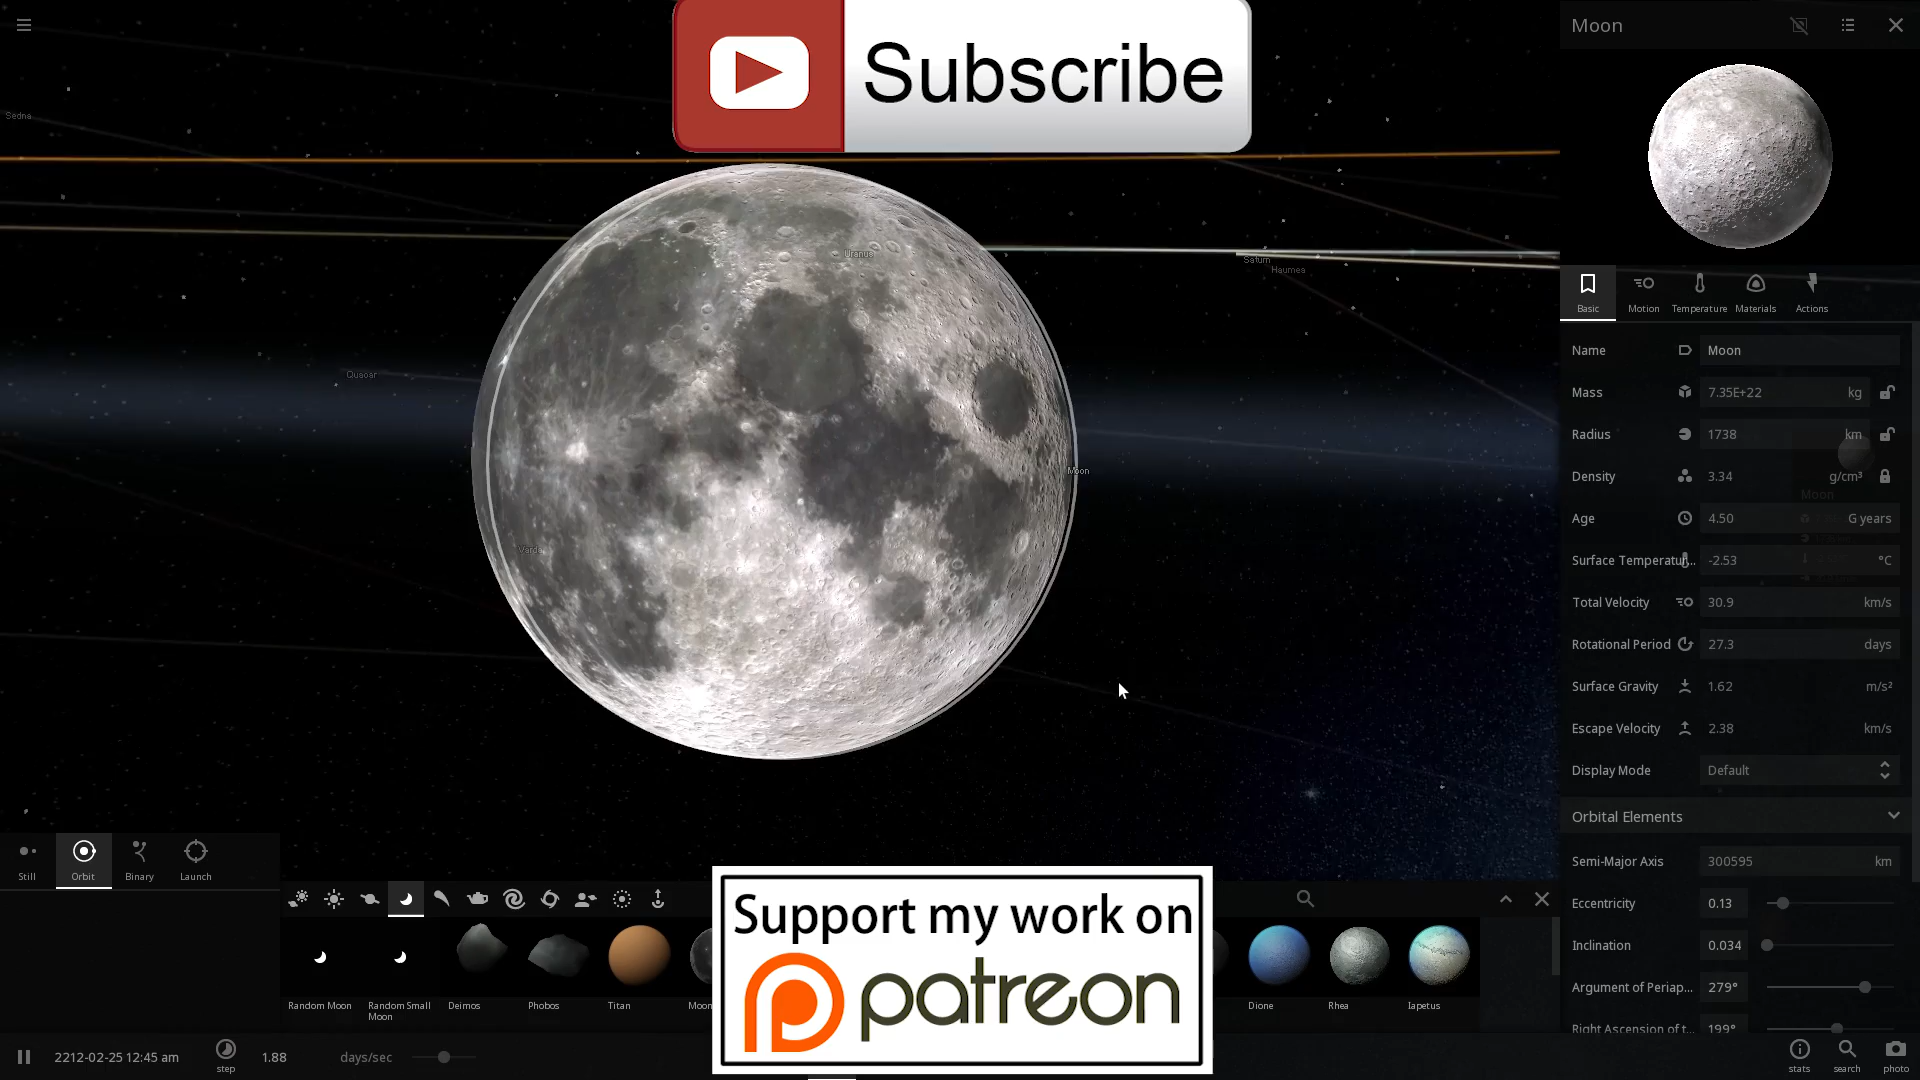 Subscribe
Moon
Sedna
Uranus
Saturn
Haumea
Quaoar
Moon
Varda
Basic
Motion
Temperature
Materials
Actions
Name Moon
Mass 7.35E+22 kg
Radius 1738 km
Density 3.34 g/cm³
Moon
Age 4.50 G years
Surface Temperatur... -2.53 °C
Total Velocity 30.9 km/s
Rotational Period 27.3 days
Surface Gravity 1.62 m/s²
Escape Velocity 2.38 km/s
Display Mode Default
Orbital Elements
Semi-Major Axis 300595 km
Eccentricity 0.13
Inclination 0.034
Argument of Periap... 279°
Right Ascension of t... 199°
Still
Orbit
Binary
Launch
Random Moon
Random Small
Moon
Deimos
Phobos
Titan
Moon
Dione
Rhea
Iapetus
Support my work on
patreon
2212-02-25 12:45 am
step
1.88
days/sec
stats
search
photo